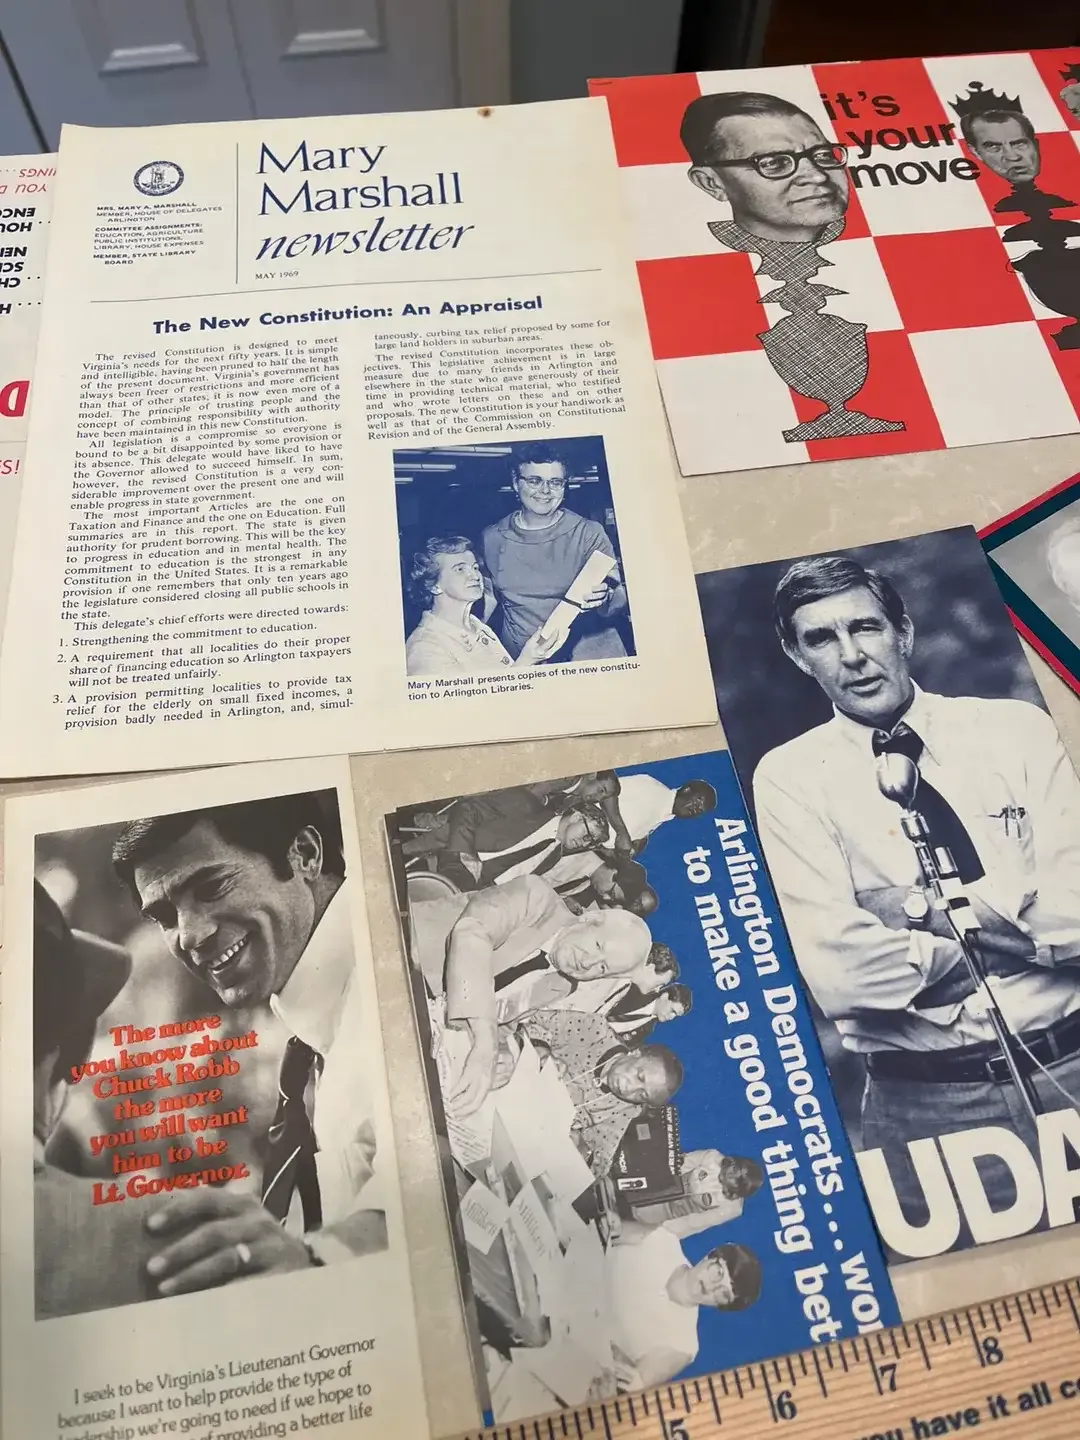 Mary
Marshall
newsletter
MAY 1969
MRS. MARY A. MARSHALL
MEMBER, HOUSE OF DELEGATES
ARLINGTON
COMMITTEE ASSIGNMENTS:
EDUCATION, AGRICULTURE
PUBLIC INSTITUTIONS,
LIBRARY, HOUSE EXPENSES
MEMBER, STATE LIBRARY
BOARD
The New Constitution: An Appraisal
The revised Constitution is designed to meet
Virginia's needs for the next fifty years. It is simple
and intelligible, having been pruned to half the length
of the present document. Virginia's government has
always been freer of restrictions and more efficient
than that of other states; it is now even more of a
model. The principle of trusting people and the
concept of combining responsibility with authority
have been maintained in this new Constitution.
All legislation is a compromise so everyone is
bound to be a bit disappointed by some provision or
its absence. This delegate would have liked to have
the Governor allowed to succeed himself. In sum,
however, the revised Constitution is a very con-
siderable improvement over the present one and will
enable progress in state government.
The most important Articles are the one on
Taxation and Finance and the one on Education. Full
summaries are in this report. The state is given
authority for prudent borrowing. This will be the key
to progress in education and in mental health. The
commitment to education is the strongest in any
Constitution in the United States. It is a remarkable
provision if one remembers that only ten years ago
the legislature considered closing all public schools in
the state.
This delegate's chief efforts were directed towards:
1. Strengthening the commitment to education.
2. A requirement that all localities do their proper
share of financing education so Arlington taxpayers
will not be treated unfairly.
3. A provision permitting localities to provide tax
relief for the elderly on small fixed incomes, a
provision badly needed in Arlington, and, simul-
taneously, curbing tax relief proposed by some for
large land holders in suburban areas.
The revised Constitution incorporates these ob-
jectives. This legislative achievement is in large
measure due to many friends in Arlington and
elsewhere in the state who gave generously of their
time in providing technical material, who testified
and who wrote letters on these and on other
proposals. The new Constitution is your handiwork as
well as that of the Commission on Constitutional
Revision and of the General Assembly.
Mary Marshall presents copies of the new constitu-
tion to Arlington Libraries.
it's
your
move
The more
you know about
Chuck Robb
the more
you will want
him to be
Lt. Governor.
I seek to be Virginia's Lieutenant Governor
because I want to help provide the type of
leadership we're going to need if we hope to
of providing a better life
Arlington Democrats... wor
to make a good thing bet
UDA
5 6 7 8
have it all